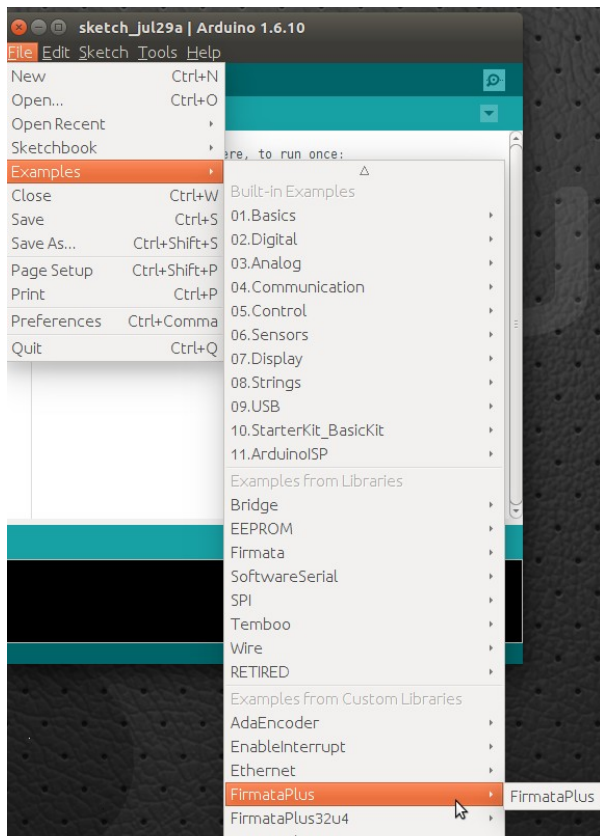 sketch_jul29a | Arduino 1.6.10
File Edit Sketch Tools Help
New Ctrl+N
Open... Ctrl+O
Open Recent
Sketchbook
ere, to run once:
Examples
Close Ctrl+W
Save Ctrl+S
Save As... Ctrl+Shift+S
Page Setup Ctrl+Shift+P
Print Ctrl+P
Preferences Ctrl+Comma
Quit Ctrl+Q
Built-in Examples
01.Basics
02.Digital
03.Analog
04.Communication
05.Control
06.Sensors
07.Display
08.Strings
09.USB
10.StarterKit_BasicKit
11.ArduinoISP
Examples from Libraries
Bridge
EEPROM
Firmata
SoftwareSerial
SPI
Temboo
Wire
RETIRED
Examples from Custom Libraries
AdaEncoder
EnableInterrupt
Ethernet
FirmataPlus
FirmataPlus
FirmataPlus32u4